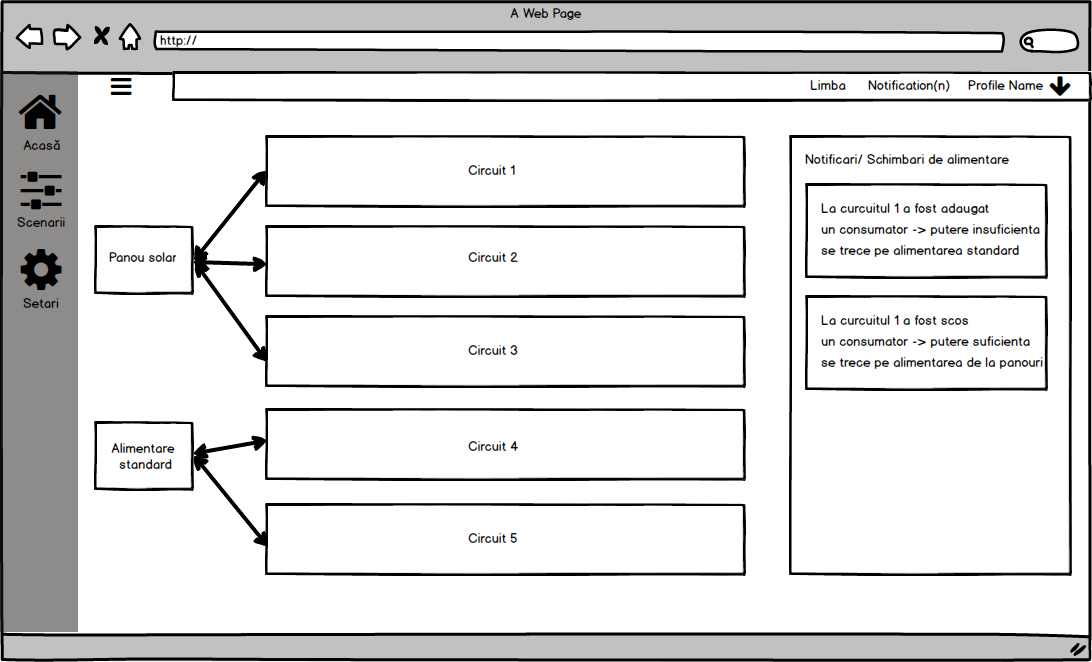 A Web Page
http://
Limba Notification(n) Profile Name
Acasă
Scenarii
Setari
Panou solar
Alimentare
standard
Circuit 1
Circuit 2
Circuit 3
Circuit 4
Circuit 5
Notificari/ Schimbari de alimentare
La curcuitul 1 a fost adaugat
un consumator -> putere insuficienta
se trece pe alimentarea standard
La curcuitul 1 a fost scos
un consumator -> putere suficienta
se trece pe alimentarea de la panouri